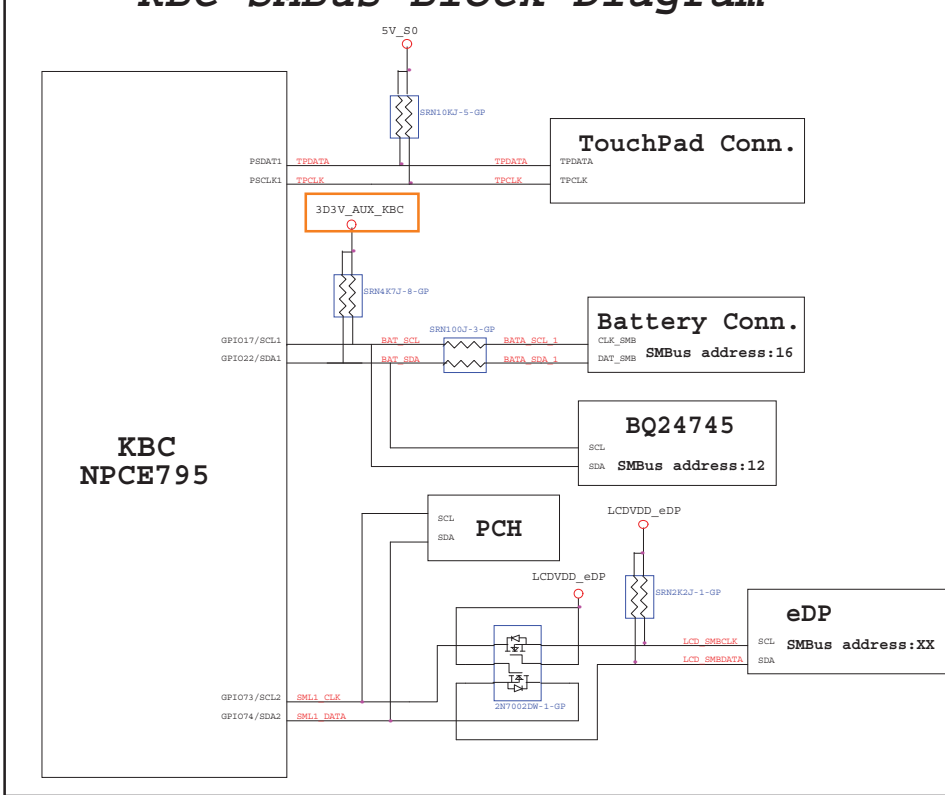 KBC SMBus Block Diagram
5V_S0
SRN10KJ-5-GP
TouchPad Conn.
PSDAT1 TPDATA TPDATA TPDATA
PSCLK1 TPCLK TPCLK TPCLK
3D3V_AUX_KBC
SRN4K7J-8-GP
SRN100J-3-GP
Battery Conn.
GPIO17/SCL1 BAT_SCL BATA_SCL_1 CLK_SMB
SMBus address:16
GPIO22/SDA1 BAT_SDA BATA_SDA_1 DAT_SMB
BQ24745
SCL
SDA SMBus address:12
KBC
NPCE795
LCDVDD_eDP
SCL
PCH
SDA
LCDVDD_eDP
SRN2K2J-1-GP
eDP
LCD_SMBCLK SCL SMBus address:XX
LCD_SMBDATA SDA
GPIO73/SCL2 SML1_CLK
2N7002DW-1-GP
GPIO74/SDA2 SML1_DATA